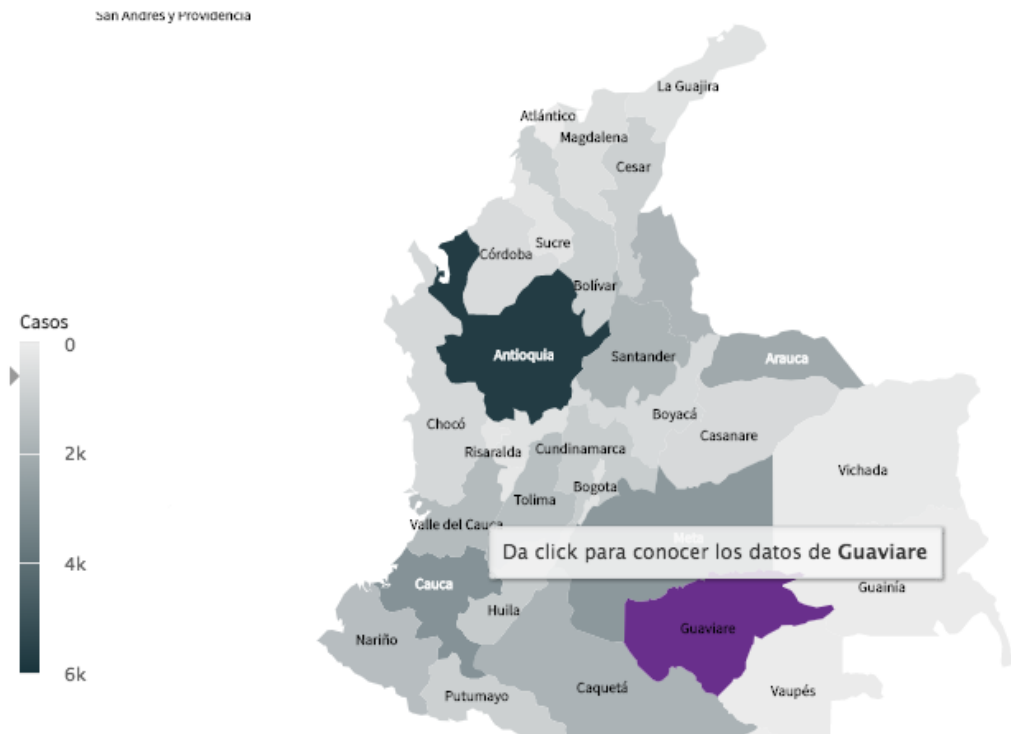 San Andres y Providencia
La Guajira
Atlántico
Magdalena
Cesar
Sucre
Córdoba
Bolívar
Casos
0
Antioquia
Santander
Arauca
Boyacá
Chocó
Casanare
2k
Risaralda
Cundinamarca
Vichada
Bogota
Tolima
Valle del Cauca
Meta
Da click para conocer los datos de Guaviare
4k
Cauca
Guainía
Huila
Guaviare
Nariño
6k
Putumayo
Caquetá
Vaupés